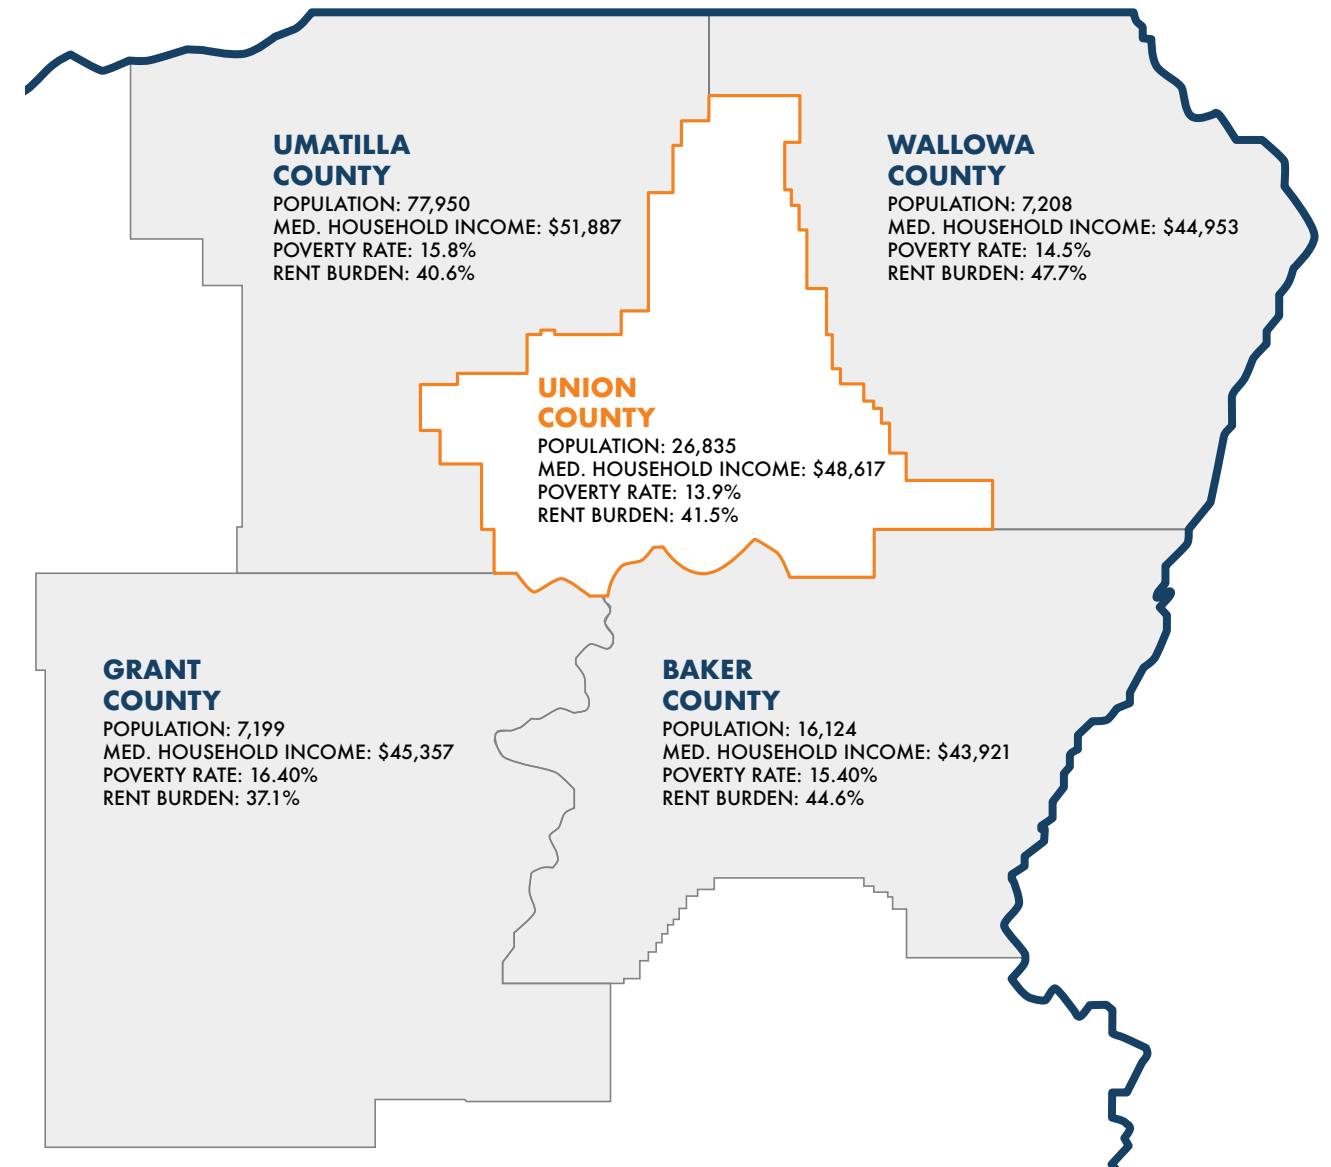 UMATILLA
COUNTY
POPULATION: 77,950
MED. HOUSEHOLD INCOME: $51,887
POVERTY RATE: 15.8%
RENT BURDEN: 40.6%
WALLOWA
COUNTY
POPULATION: 7,208
MED. HOUSEHOLD INCOME: $44,953
POVERTY RATE: 14.5%
RENT BURDEN: 47.7%
UNION
COUNTY
POPULATION: 26,835
MED. HOUSEHOLD INCOME: $48,617
POVERTY RATE: 13.9%
RENT BURDEN: 41.5%
GRANT
COUNTY
POPULATION: 7,199
MED. HOUSEHOLD INCOME: $45,357
POVERTY RATE: 16.40%
RENT BURDEN: 37.1%
BAKER
COUNTY
POPULATION: 16,124
MED. HOUSEHOLD INCOME: $43,921
POVERTY RATE: 15.40%
RENT BURDEN: 44.6%